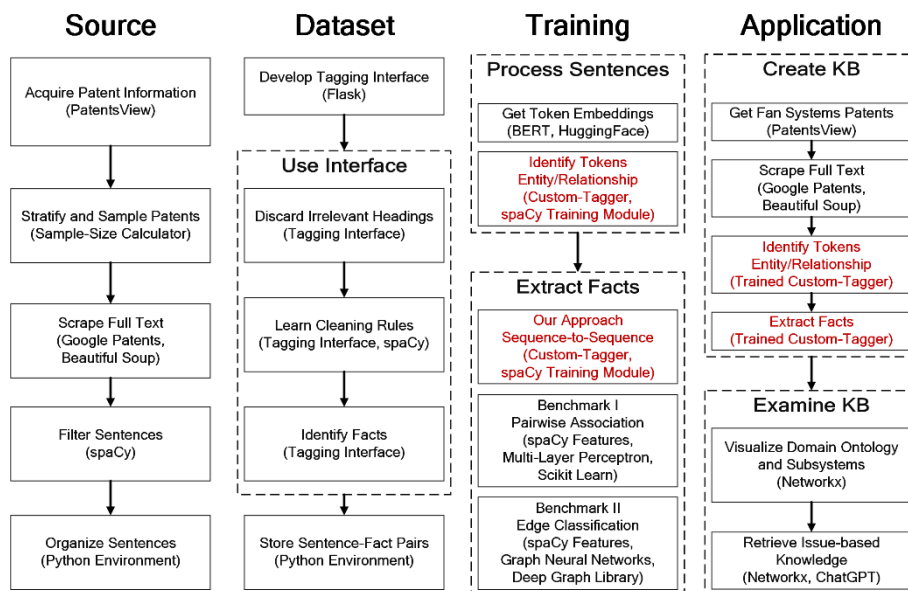 Source
Acquire Patent Information
(PatentsView)
Stratify and Sample Patents
(Sample-Size Calculator)
Scrape Full Text
(Google Patents,
Beautiful Soup)
Filter Sentences
(spaCy)
Organize Sentences
(Python Environment)
Dataset
Develop Tagging Interface
(Flask)
Use Interface
Discard Irrelevant Headings
(Tagging Interface)
Learn Cleaning Rules
(Tagging Interface, spaCy)
Identify Facts
(Tagging Interface)
Store Sentence-Fact Pairs
(Python Environment)
Training
Process Sentences
Get Token Embeddings
(BERT, HuggingFace)
Identify Tokens
Entity/Relationship
(Custom-Tagger,
spaCy Training Module)
Extract Facts
Our Approach
Sequence-to-Sequence
(Custom-Tagger,
spaCy Training Module)
Benchmark I
Pairwise Association
(spaCy Features,
Multi-Layer Perceptron,
Scikit Learn)
Benchmark II
Edge Classification
(spaCy Features,
Graph Neural Networks,
Deep Graph Library)
Application
Create KB
Get Fan Systems Patents
(PatentsView)
Scrape Full Text
(Google Patents,
Beautiful Soup)
Identify Tokens
Entity/Relationship
(Trained Custom-Tagger)
Extract Facts
(Trained Custom-Tagger)
Examine KB
Visualize Domain Ontology
and Subsystems
(Networkx)
Retrieve Issue-based
Knowledge
(Networkx, ChatGPT)